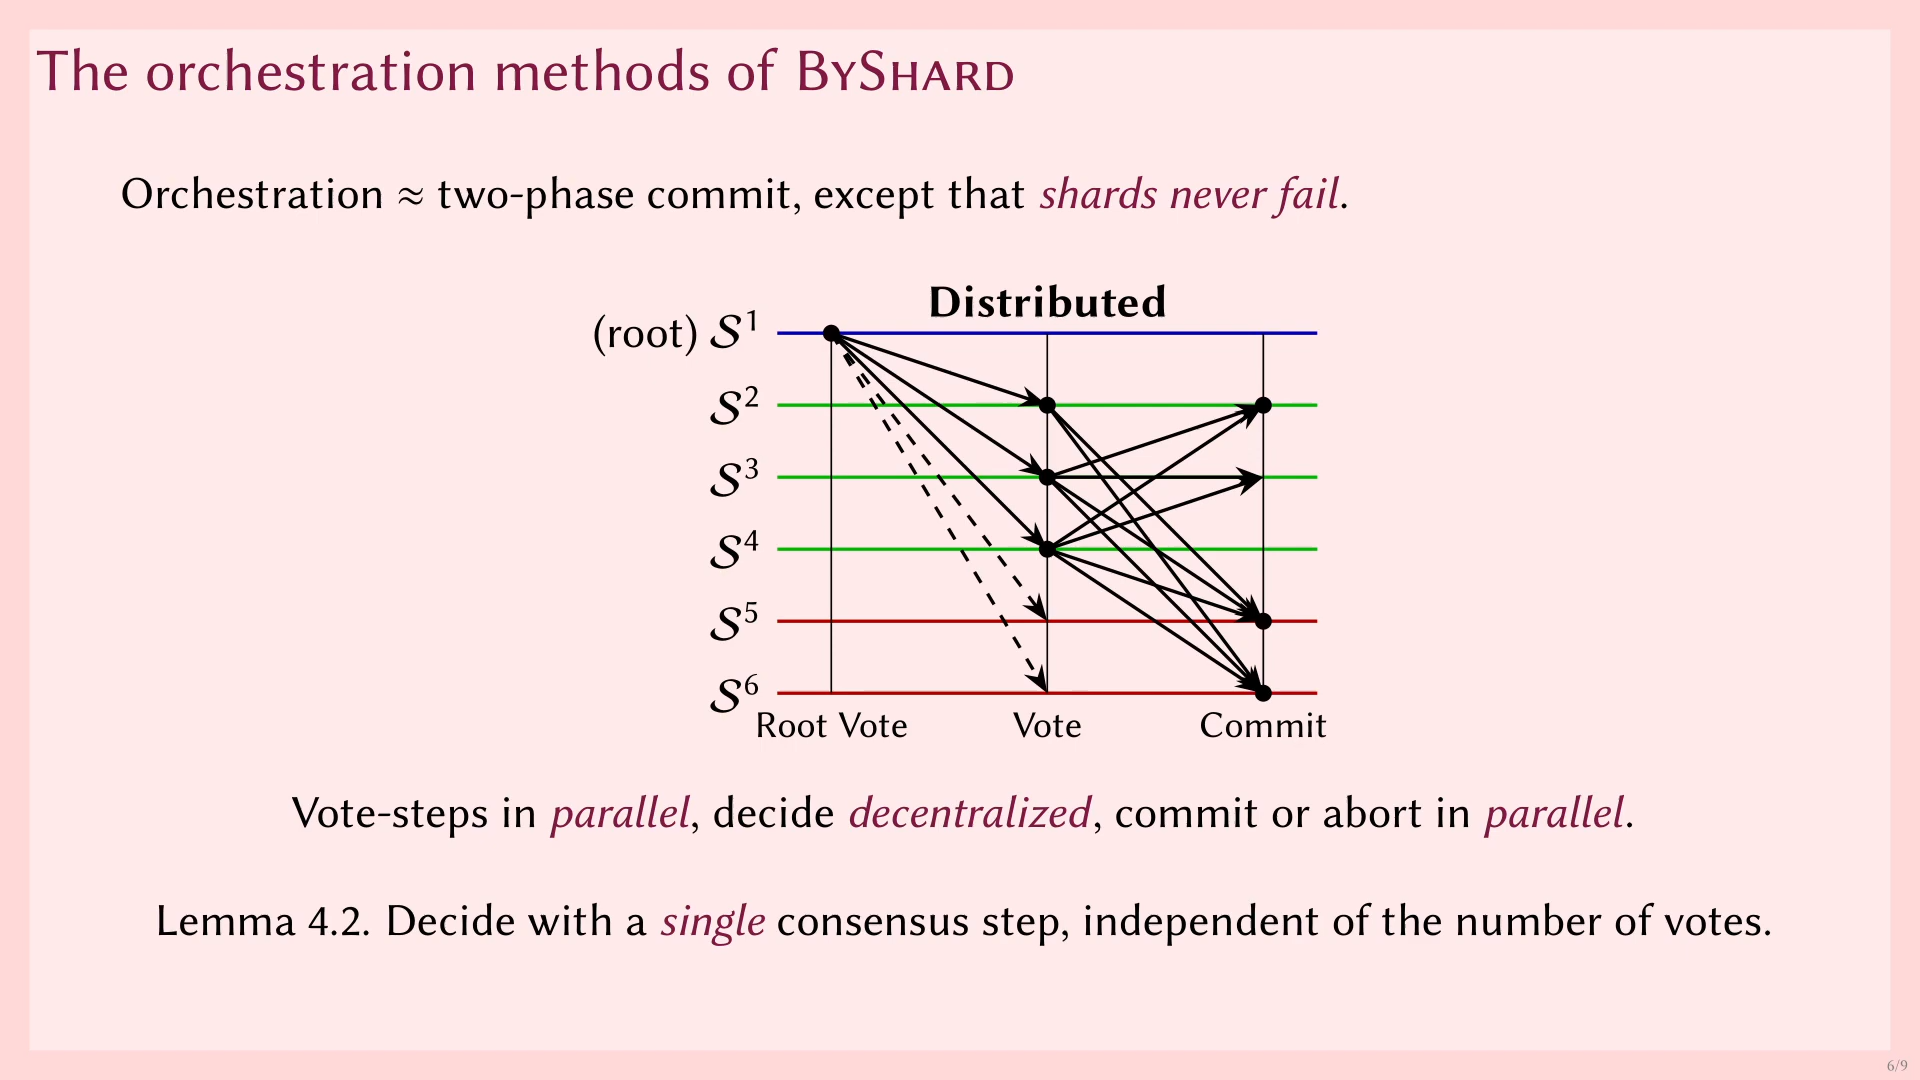 The orchestration methods of BYSHARD
Orchestration ≈ two-phase commit, except that shards never fail.
Distributed
(root) S¹
S²
S³
S⁴
S⁵
S⁶
Root Vote Vote Commit
Vote-steps in parallel, decide decentralized, commit or abort in parallel.
Lemma 4.2. Decide with a single consensus step, independent of the number of votes.
6/9